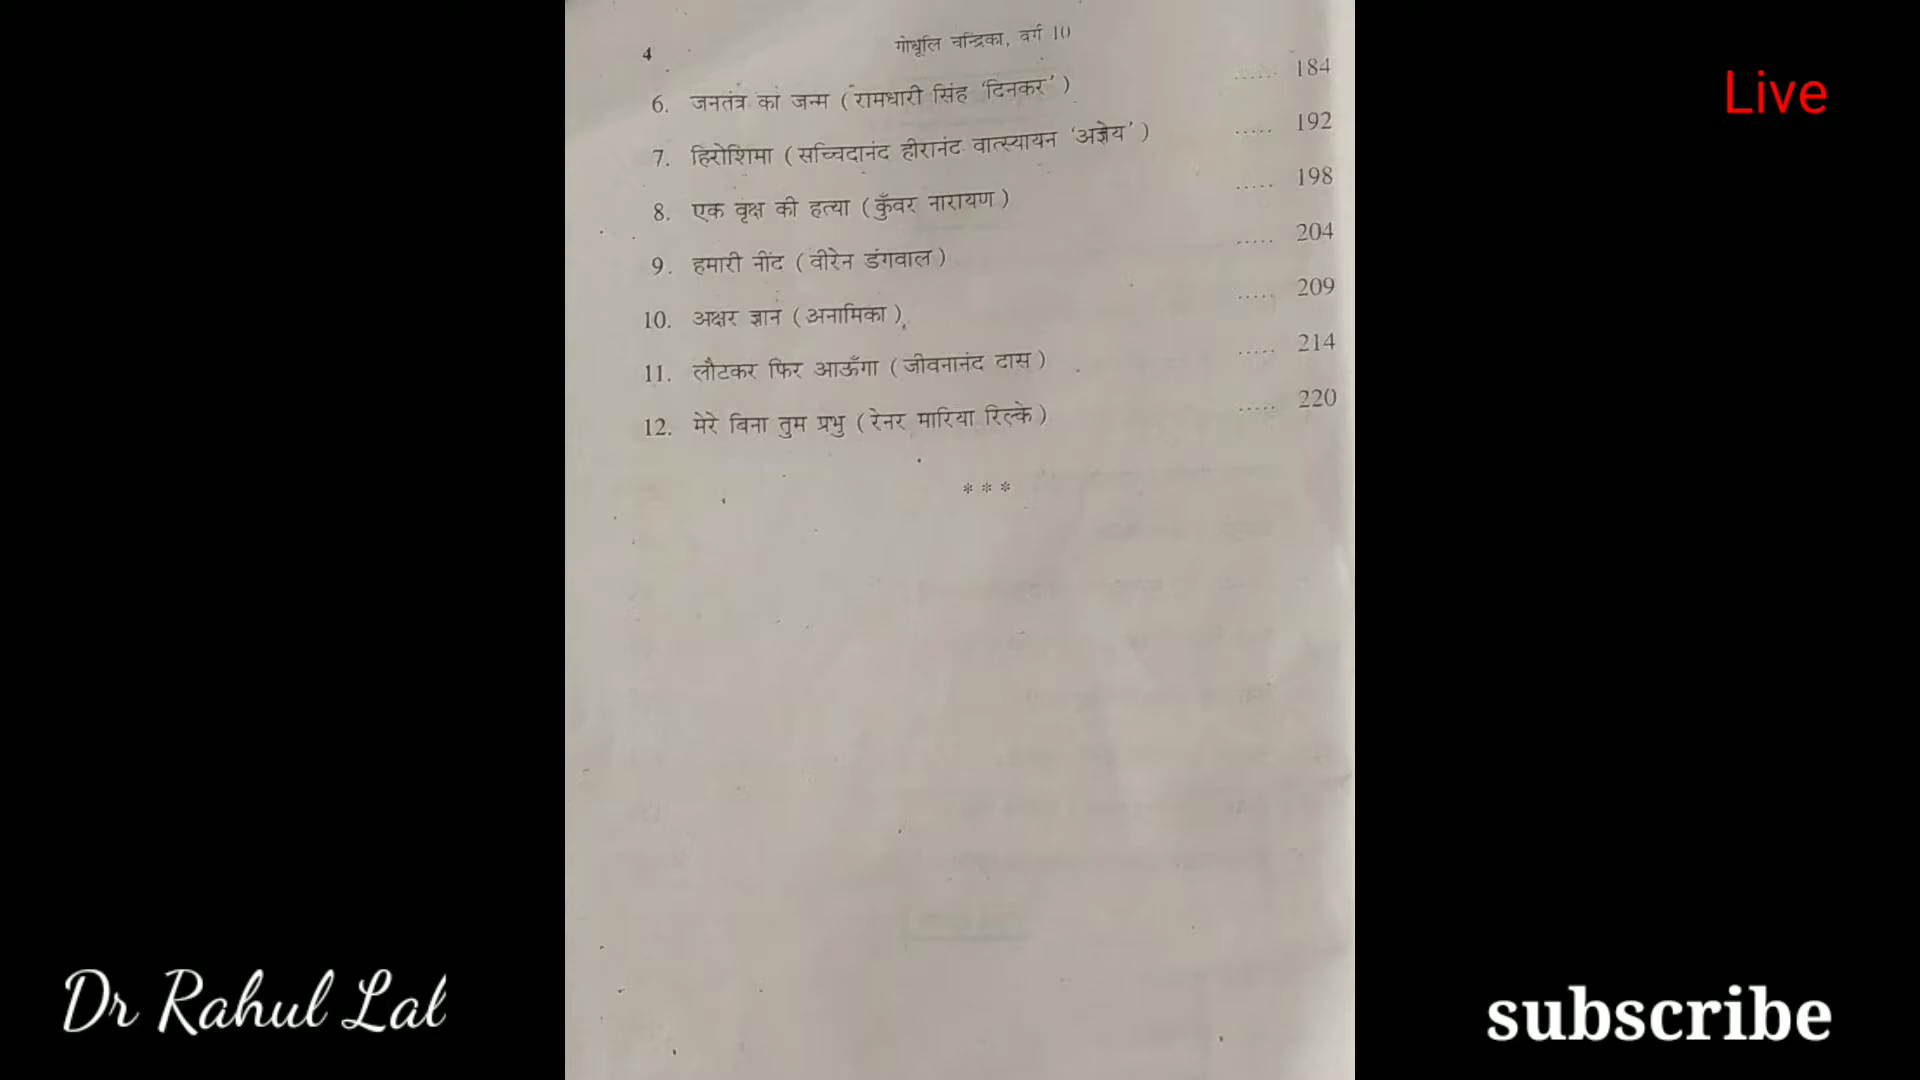 4 गोधूलि चन्द्रिका, वर्ग 10
6. जनतंत्र का जन्म ( रामधारी सिंह 'दिनकर' ) ...... 184
7. हिरोशिमा ( सच्चिदानंद हीरानंद वात्स्यायन 'अज्ञेय' ) ..... 192
8. एक वृक्ष की हत्या ( कुँवर नारायण ) ..... 198
9. हमारी नींद ( वीरेन डंगवाल ) ..... 204
10. अक्षर ज्ञान ( अनामिका ) ..... 209
11. लौटकर फिर आऊँगा ( जीवनानंद दास ) ..... 214
12. मेरे बिना तुम प्रभु ( रेनर मारिया रिल्के ) ..... 220
* * *
Live
Dr Rahul Lal
subscribe